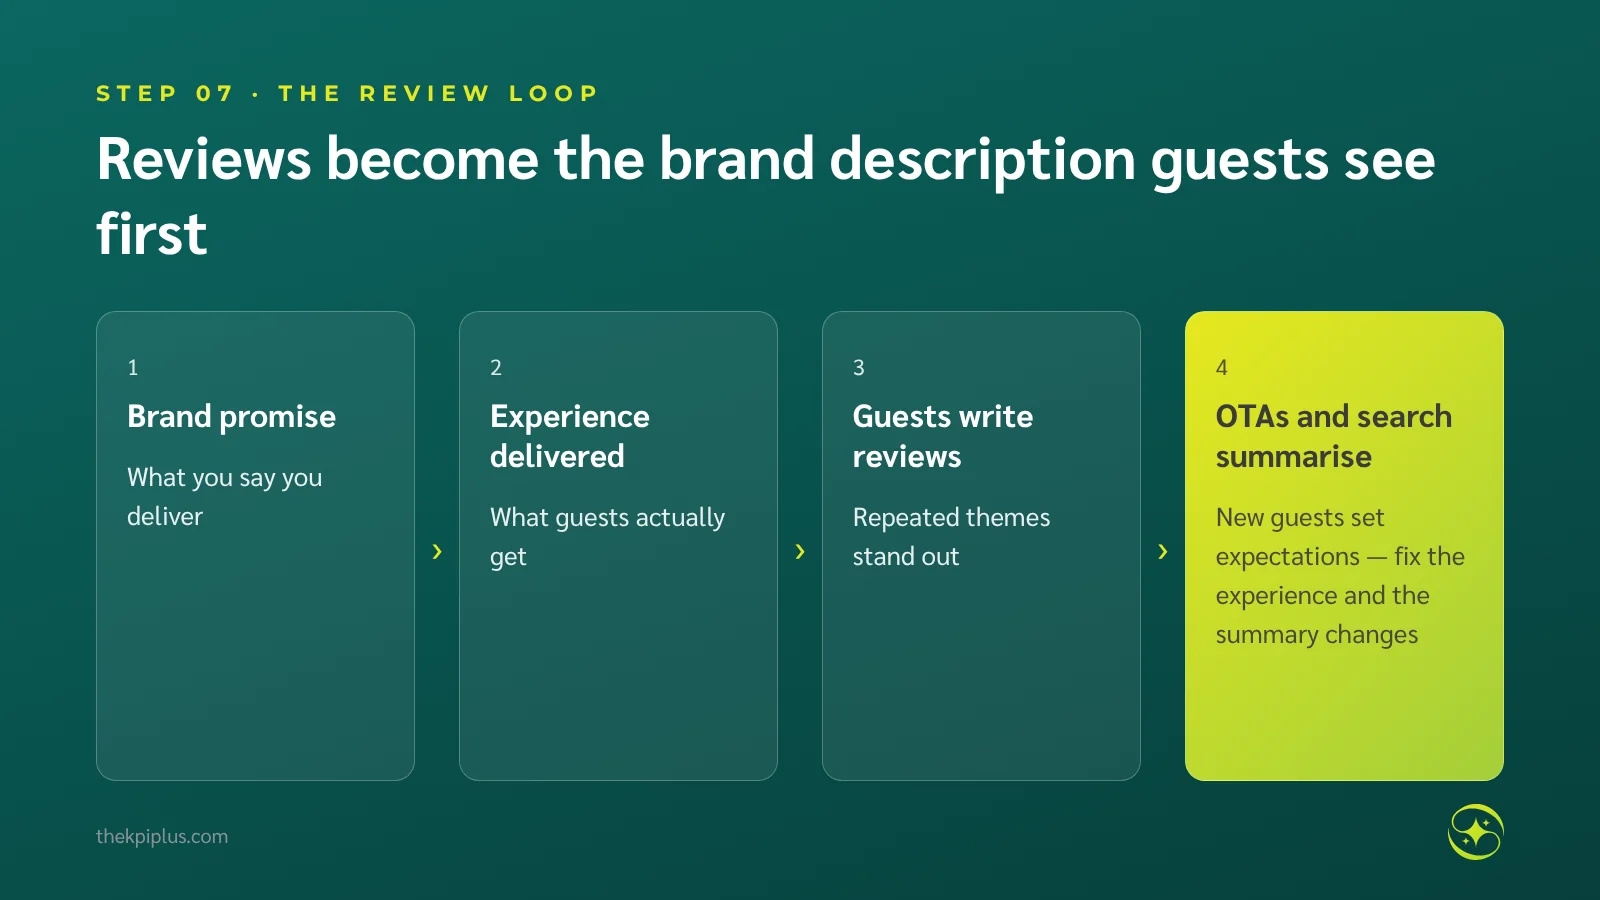 STEP 07 · THE REVIEW LOOP
Reviews become the brand description guests see
first
1
Brand promise
What you say you
deliver
›
2
Experience
delivered
What guests actually
get
›
3
Guests write
reviews
Repeated themes
stand out
›
4
OTAs and search
summarise
New guests set
expectations — fix the
experience and the
summary changes
thekpiplus.com